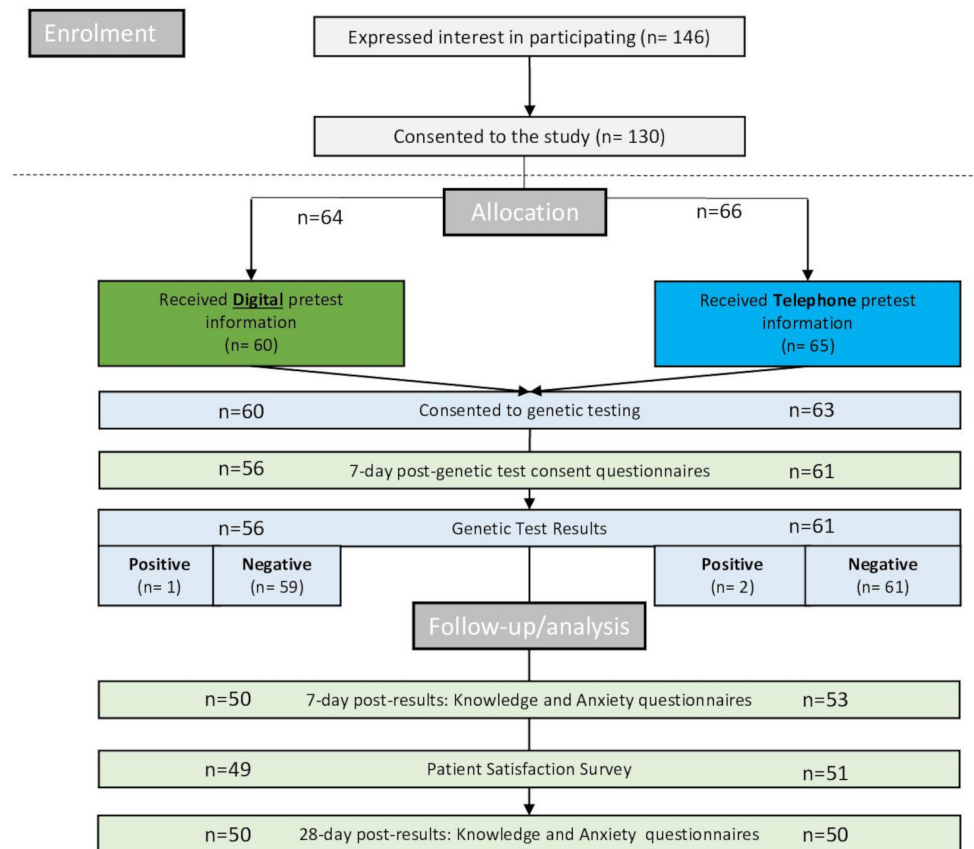 Enrolment
Expressed interest in participating (n= 146)
Consented to the study (n= 130)
Allocation
n=64
n=66
Received Digital pretest
information
(n= 60)
Received Telephone pretest
information
(n= 65)
n=60 Consented to genetic testing n=63
n=56 7-day post-genetic test consent questionnaires n=61
n=56 Genetic Test Results n=61
Positive
(n= 1)
Negative
(n= 59)
Positive
(n= 2)
Negative
(n= 61)
Follow-up/analysis
n=50 7-day post-results: Knowledge and Anxiety questionnaires n=53
n=49 Patient Satisfaction Survey n=51
n=50 28-day post-results: Knowledge and Anxiety questionnaires n=50